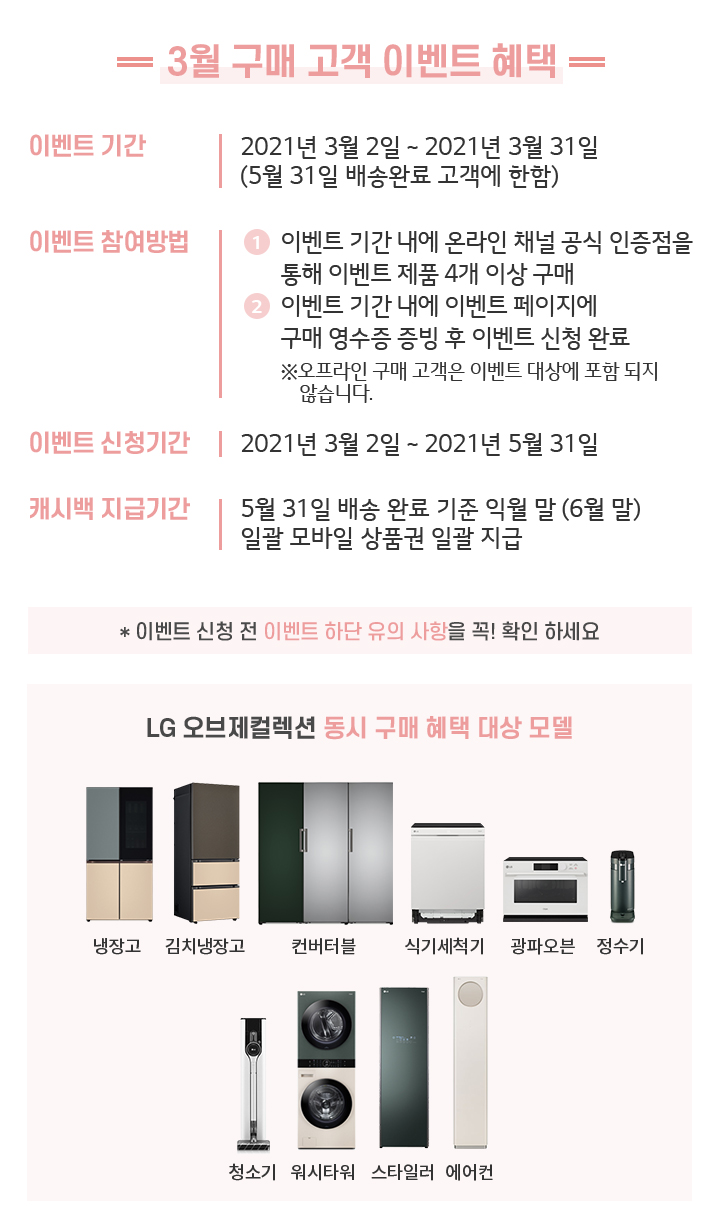 3월 구매 고객 이벤트 혜택
이벤트 기간
2021년 3월 2일 ~ 2021년 3월 31일
(5월 31일 배송완료 고객에 한함)
이벤트 참여방법
1 이벤트 기간 내에 온라인 채널 공식 인증점을
통해 이벤트 제품 4개 이상 구매
2 이벤트 기간 내에 이벤트 페이지에
구매 영수증 증빙 후 이벤트 신청 완료
※오프라인 구매 고객은 이벤트 대상에 포함 되지
않습니다.
이벤트 신청기간
2021년 3월 2일 ~ 2021년 5월 31일
캐시백 지급기간
5월 31일 배송 완료 기준 익월 말 (6월 말)
일괄 모바일 상품권 일괄 지급
* 이벤트 신청 전 이벤트 하단 유의 사항을 꼭! 확인 하세요
LG 오브제컬렉션 동시 구매 혜택 대상 모델
냉장고 김치냉장고 컨버터블 식기세척기 광파오븐 정수기
청소기 워시타워 스타일러 에어컨